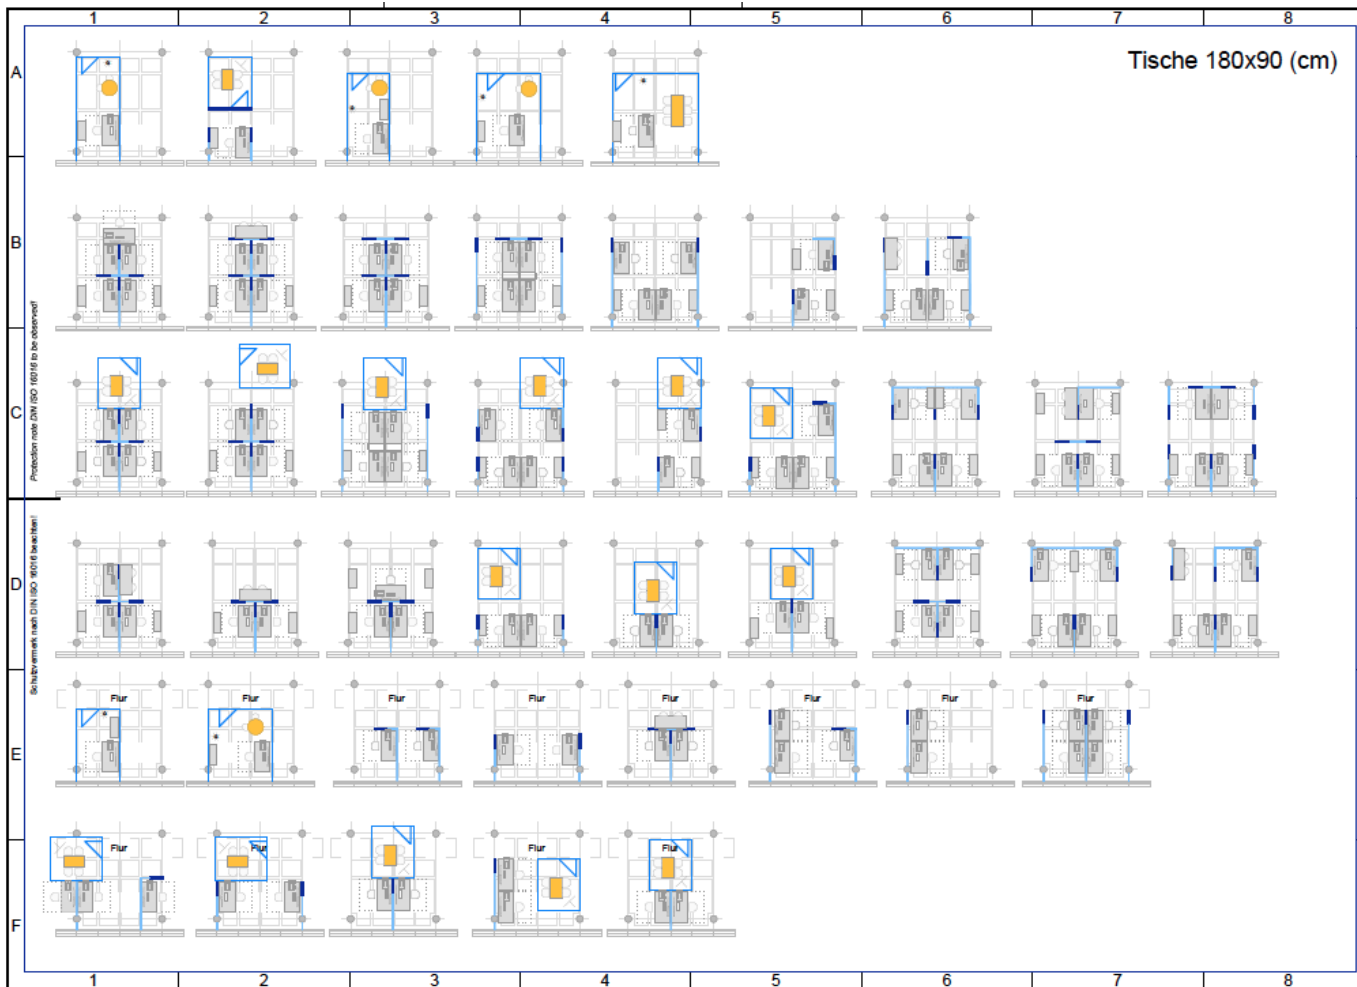 1 2 3 4 5 6 7 8
Tische 180x90 (cm)
A
B
C
D
E
F
Protection note DIN ISO 16016 to be observed!
Schutzvermerk nach DIN ISO 16016 beachten!
Flur Flur Flur Flur Flur Flur Flur Flur
Flur Flur Flur Flur Flur
1 2 3 4 5 6 7 8